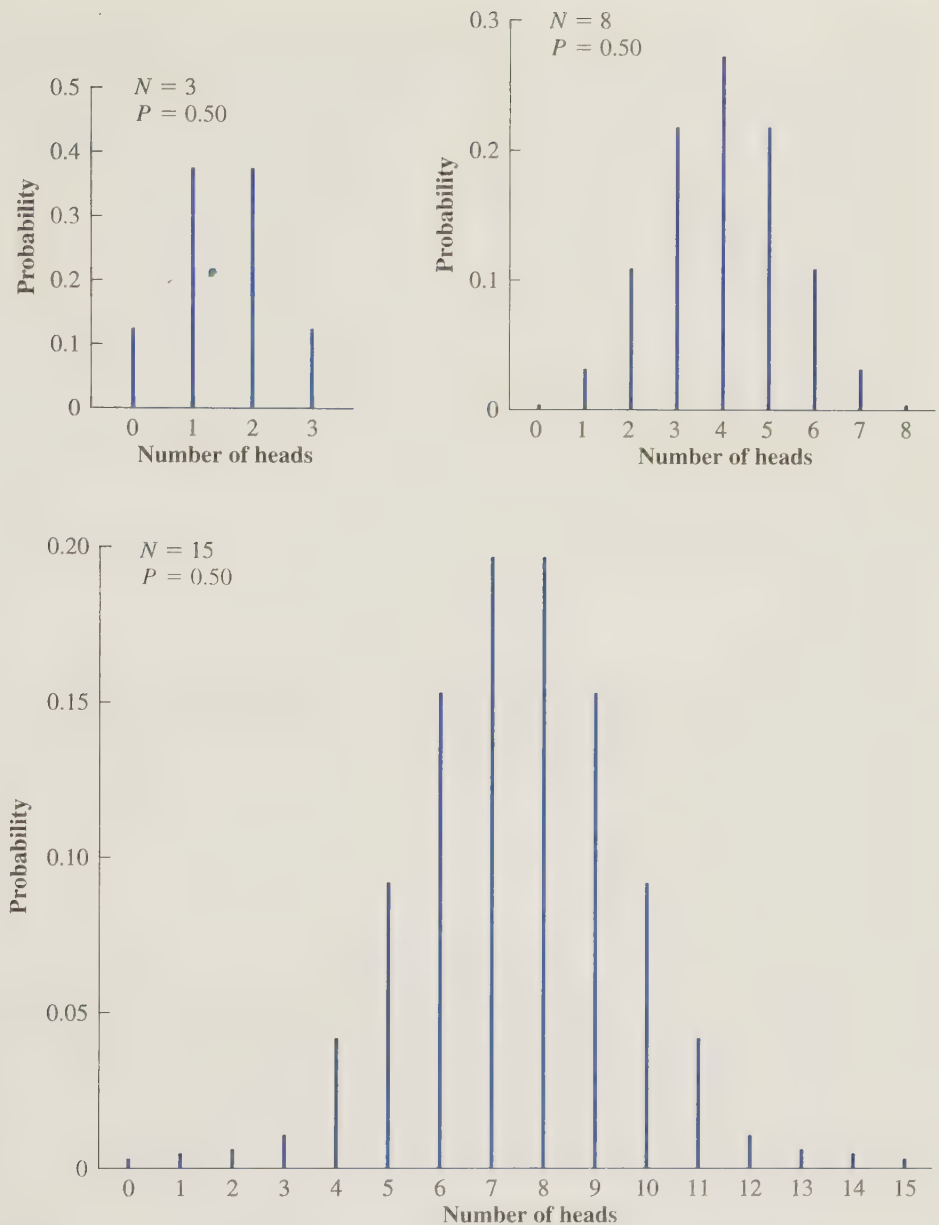 N = 3
P = 0.50
0.5
0.4
0.3
0.2
0.1
0
Probability
0 1 2 3
Number of heads
N = 8
P = 0.50
0.3
0.2
0.1
0
Probability
0 1 2 3 4 5 6 7 8
Number of heads
N = 15
P = 0.50
0.20
0.15
0.10
0.05
0
Probability
0 1 2 3 4 5 6 7 8 9 10 11 12 13 14 15
Number of heads